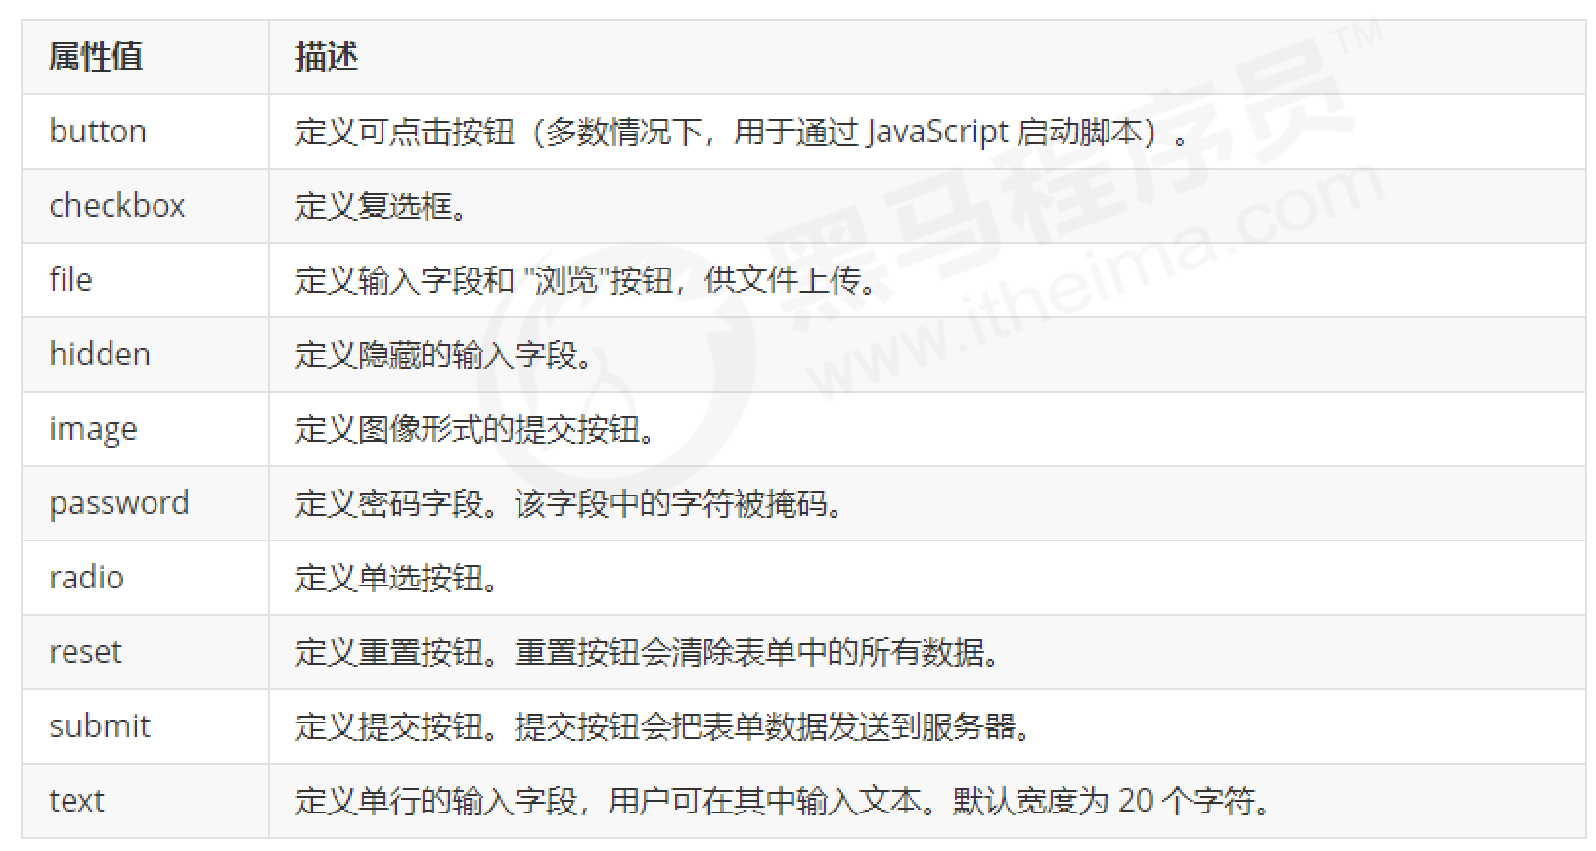 属性值 描述
button 定义可点击按钮（多数情况下，用于通过 JavaScript 启动脚本）。
checkbox 定义复选框。
file 定义输入字段和 "浏览"按钮，供文件上传。
hidden 定义隐藏的输入字段。
image 定义图像形式的提交按钮。
password 定义密码字段。该字段中的字符被掩码。
radio 定义单选按钮。
reset 定义重置按钮。重置按钮会清除表单中的所有数据。
submit 定义提交按钮。提交按钮会把表单数据发送到服务器。
text 定义单行的输入字段，用户可在其中输入文本。默认宽度为 20 个字符。
黑马程序员™
www.itheima.com